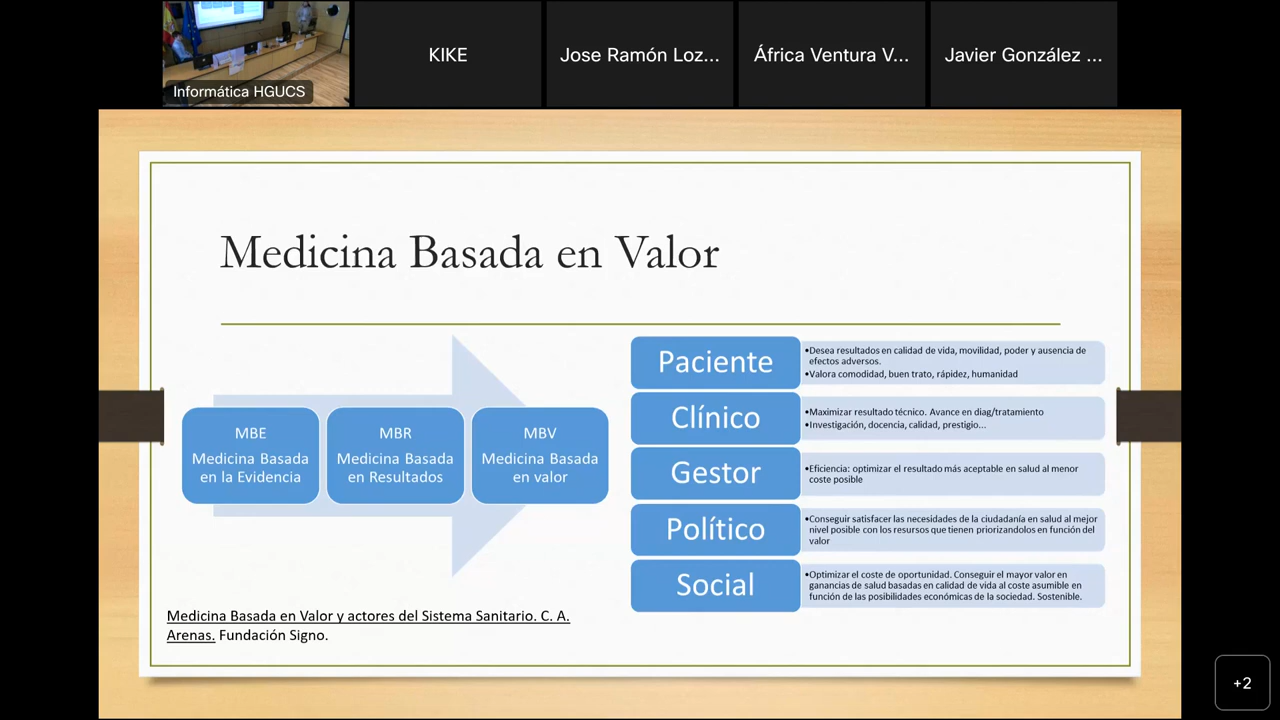 Informática HGUCS
KIKE
Jose Ramón Loz...
África Ventura V...
Javier González ...
Medicina Basada en Valor
MBE
Medicina Basada
en la Evidencia
MBR
Medicina Basada
en Resultados
MBV
Medicina Basada
en valor
Paciente
•Desea resultados en calidad de vida, movilidad, poder y ausencia de
efectos adversos.
•Valora comodidad, buen trato, rápidez, humanidad
Clínico
•Maximizar resultado técnico. Avance en diag/tratamiento
•Investigación, docencia, calidad, prestigio...
Gestor
•Eficiencia: optimizar el resultado más aceptable en salud al menor
coste posible
Político
•Conseguir satisfacer las necesidades de la ciudadanía en salud al mejor
nivel posible con los resursos que tienen priorizandolos en función del
valor
Social
•Optimizar el coste de oportunidad. Conseguir el mayor valor en
ganancias de salud basadas en calidad de vida al coste asumible en
función de las posibilidades económicas de la sociedad. Sostenible.
Medicina Basada en Valor y actores del Sistema Sanitario. C. A.
Arenas. Fundación Signo.
+2